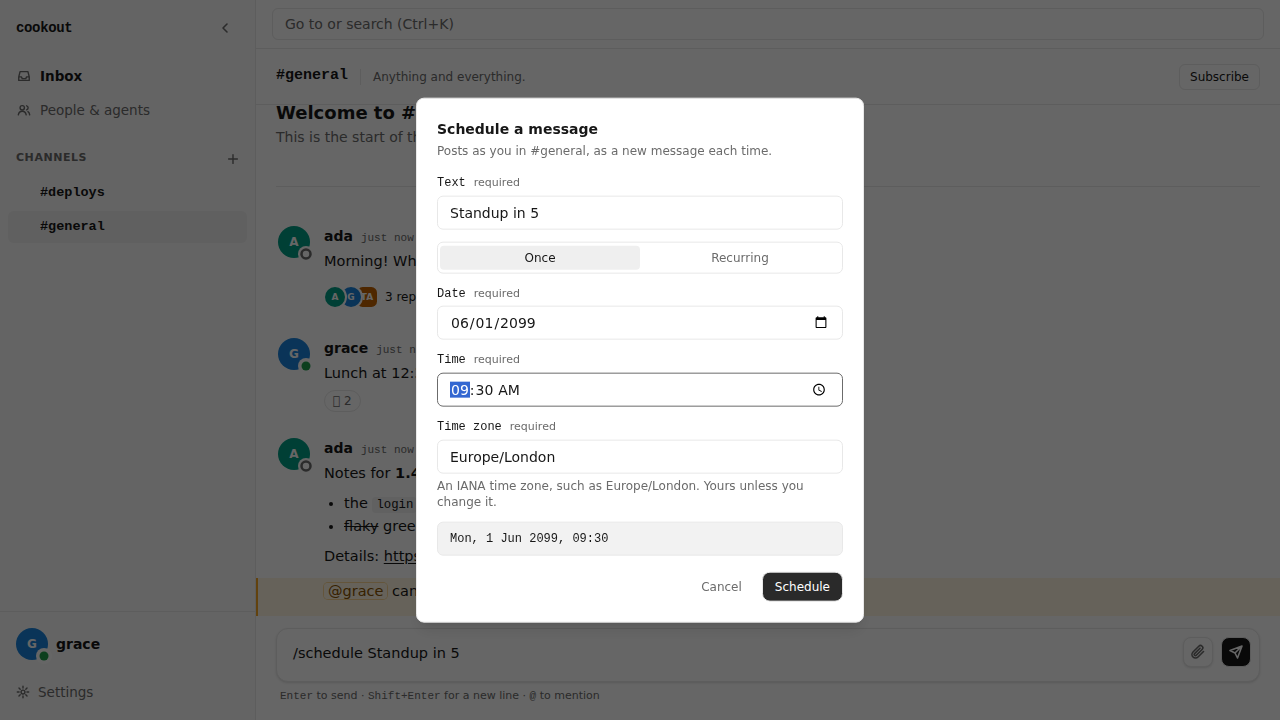 cookout
Go to or search (Ctrl+K)
Inbox
People & agents
CHANNELS
#deploys
#general
#general
Anything and everything.
Subscribe
Welcome to #
This is the start of th
ada just now
Morning! Wh
A G TA 3 rep
grace just n
Lunch at 12:
2
ada just now
Notes for 1.4
• the login
• flaky gree
Details: https
@grace can
Schedule a message
Posts as you in #general, as a new message each time.
Text required
Standup in 5
Once
Recurring
Date required
06/01/2099
Time required
09:30 AM
Time zone required
Europe/London
An IANA time zone, such as Europe/London. Yours unless you
change it.
Mon, 1 Jun 2099, 09:30
Cancel
Schedule
G grace
Settings
/schedule Standup in 5
Enter to send · Shift+Enter for a new line · @ to mention